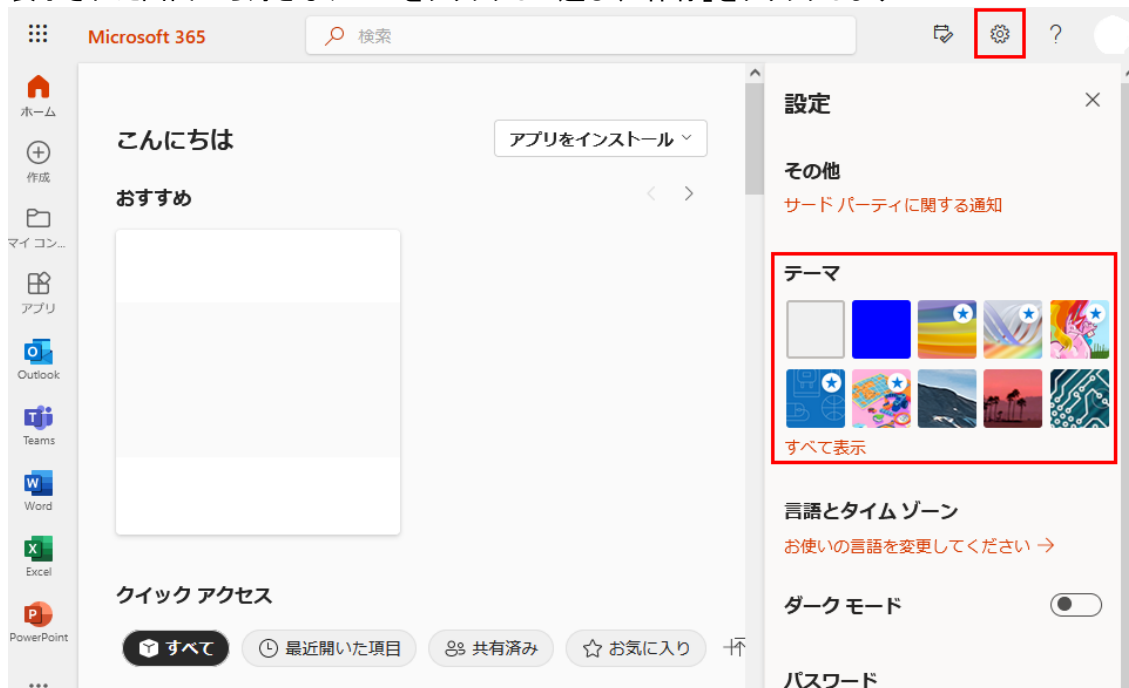 Microsoft 365
検索
?
ホーム
作成
マイ コン...
アプリ
Outlook
Teams
Word
Excel
PowerPoint
こんにちは
アプリをインストール
おすすめ
クイック アクセス
すべて
最近開いた項目
共有済み
お気に入り
設定
その他
サード パーティに関する通知
テーマ
すべて表示
言語とタイム ゾーン
お使いの言語を変更してください →
ダーク モード
パスワード